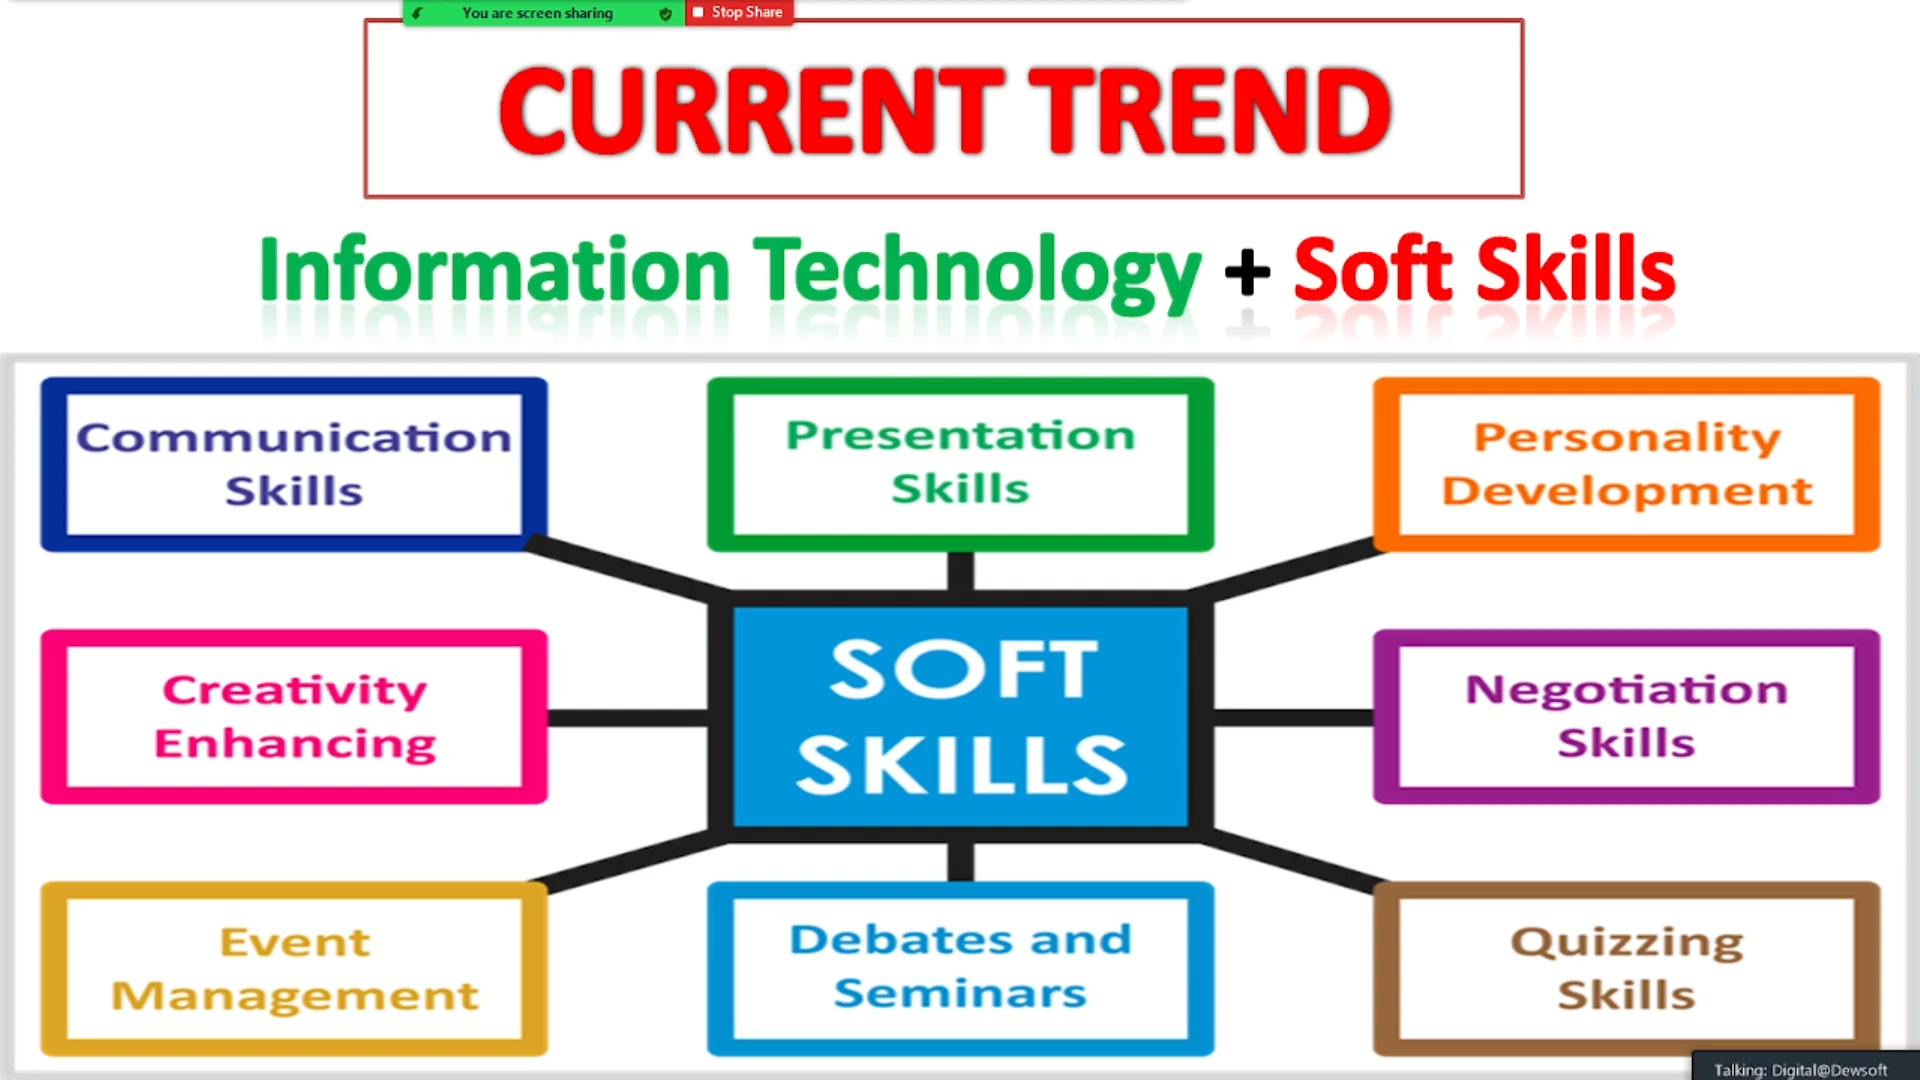 You are screen sharing
Stop Share
CURRENT TREND
Information Technology + Soft Skills
Communication
Skills
Presentation
Skills
Personality
Development
Creativity
Enhancing
SOFT
SKILLS
Negotiation
Skills
Event
Management
Debates and
Seminars
Quizzing
Skills
Talking: Digital@Dewsoft